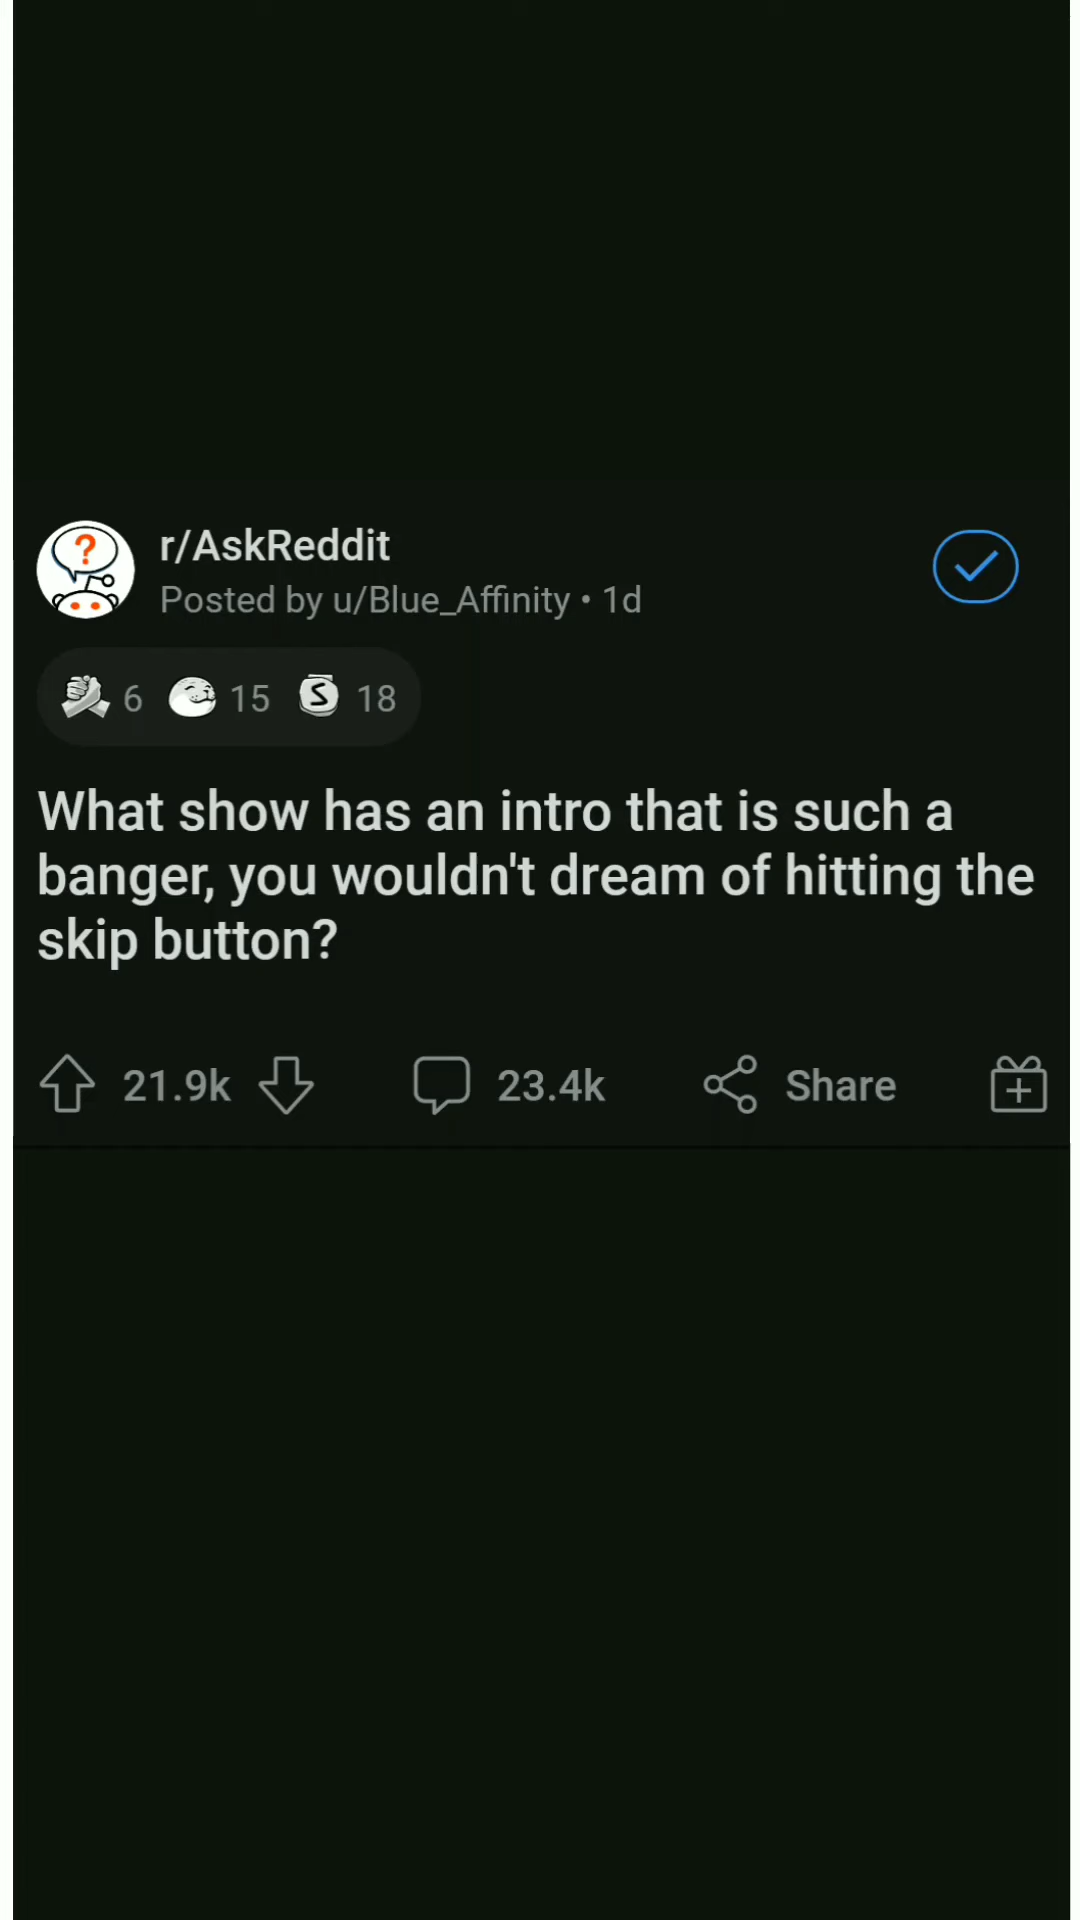 r/AskReddit
Posted by u/Blue_Affinity • 1d
6 15 S 18
What show has an intro that is such a
banger, you wouldn't dream of hitting the
skip button?
21.9k 23.4k Share